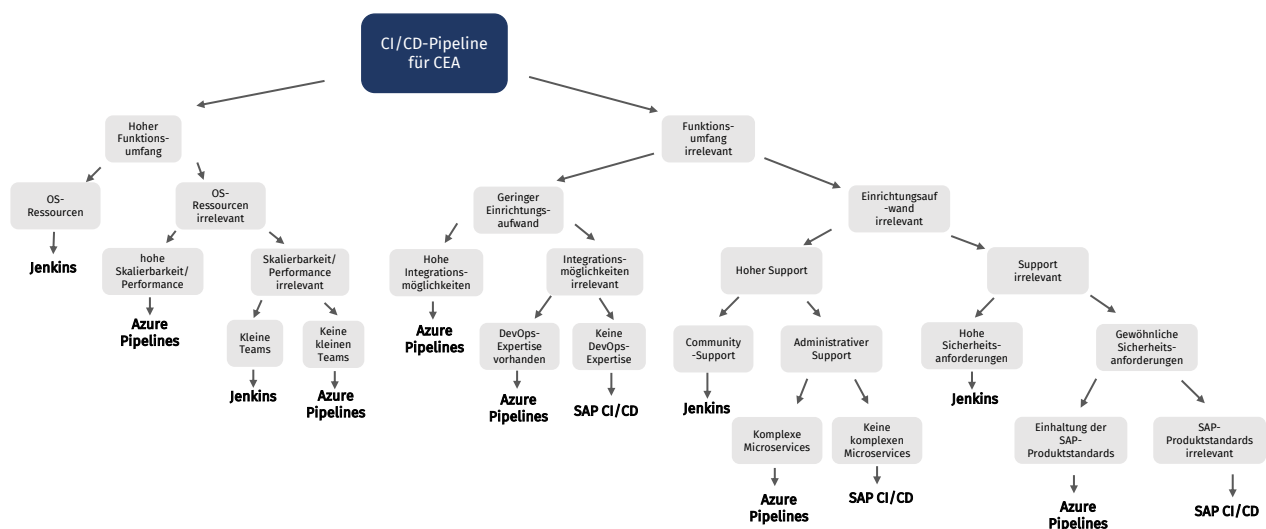 CI/CD-Pipeline
für CEA
Hoher
Funktions-
umfang
Funktions-
umfang
irrelevant
OS-
Ressourcen
OS-
Ressourcen
irrelevant
Geringer
Einrichtungs-
aufwand
Einrichtungsauf
-wand
irrelevant
Jenkins
hohe
Skalierbarkeit/
Performance
Skalierbarkeit/
Performance
irrelevant
Hohe
Integrations-
möglichkeiten
Integrations-
möglichkeiten
irrelevant
Hoher Support
Support
irrelevant
Azure
Pipelines
Kleine
Teams
Keine
kleinen
Teams
Azure
Pipelines
DevOps-
Expertise
vorhanden
Keine
DevOps-
Expertise
Community
-Support
Administrativer
Support
Hohe
Sicherheits-
anforderungen
Gewöhnliche
Sicherheits-
anforderungen
Jenkins
Azure
Pipelines
Azure
Pipelines
SAP CI/CD
Jenkins
Jenkins
Komplexe
Microservices
Keine
komplexen
Microservices
Einhaltung der
SAP-
Produktstandards
SAP-
Produktstandards
irrelevant
Azure
Pipelines
SAP CI/CD
Azure
Pipelines
SAP CI/CD